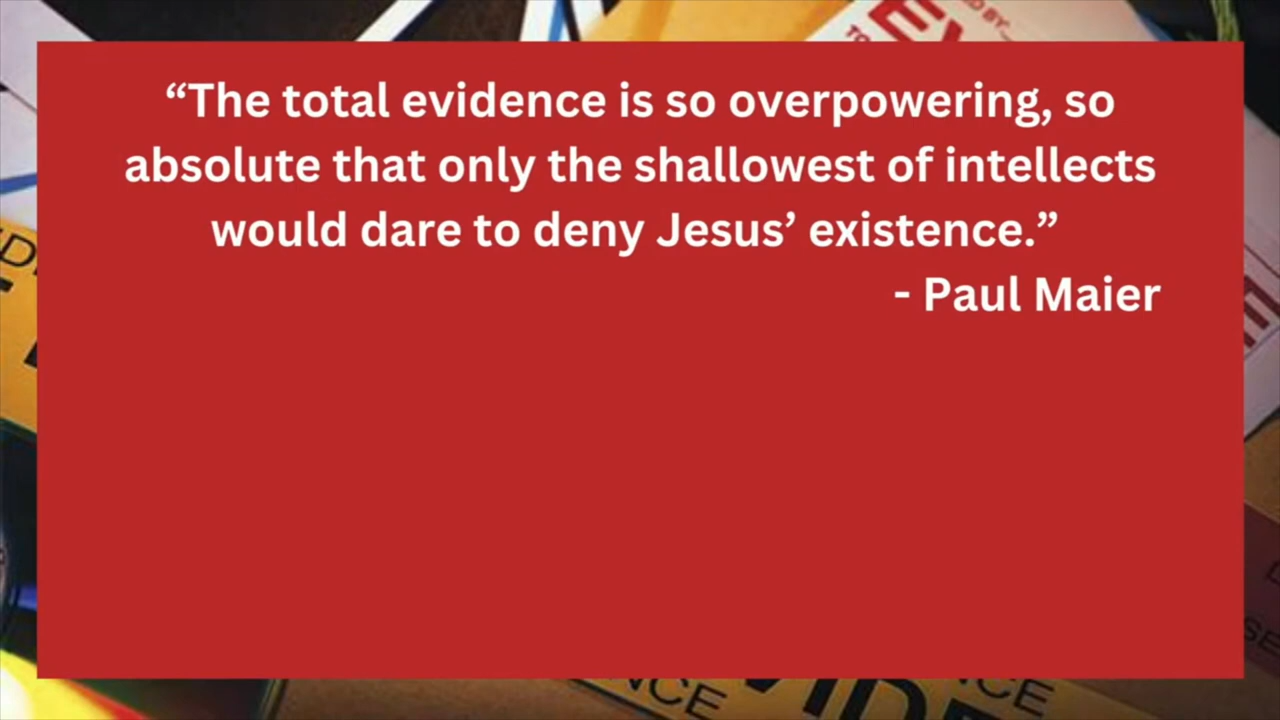 “The total evidence is so overpowering, so
absolute that only the shallowest of intellects
would dare to deny Jesus’ existence.”
- Paul Maier